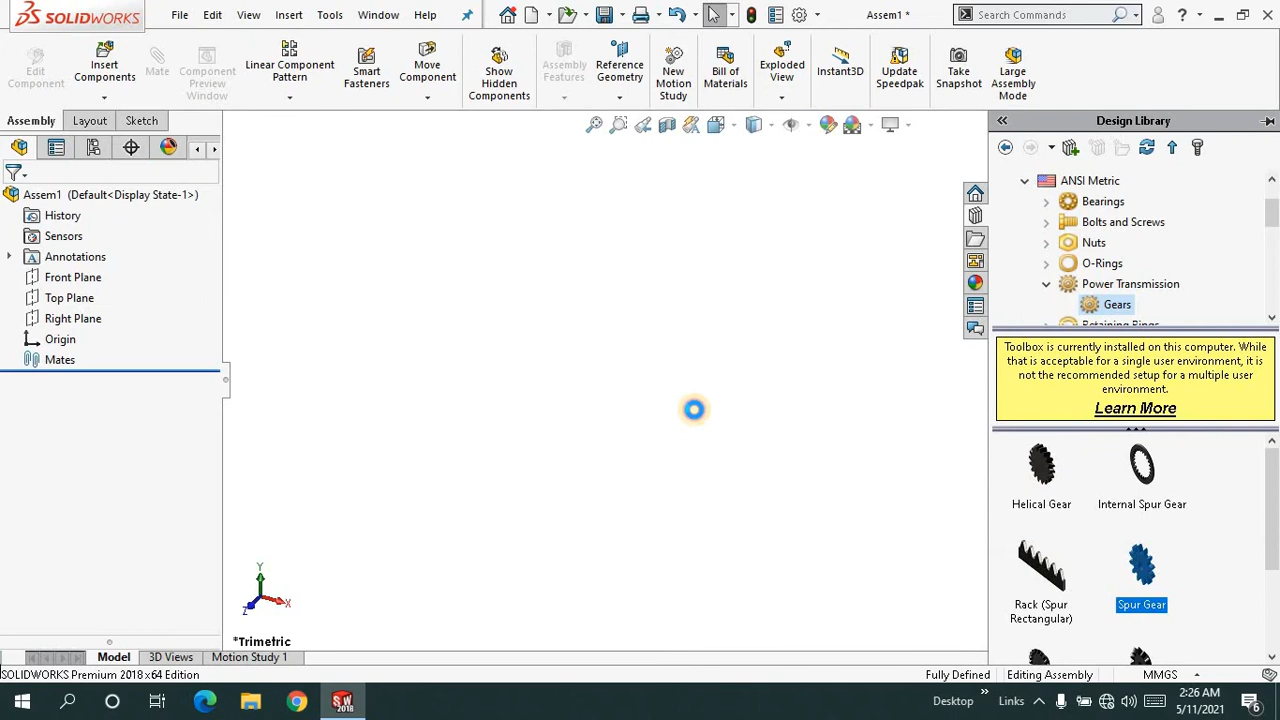 SOLIDWORKS
File Edit View Insert Tools Window Help
Assem1 *
Search Commands
Edit Component
Insert Components
Mate
Component Preview Window
Linear Component Pattern
Smart Fasteners
Move Component
Show Hidden Components
Assembly Features
Reference Geometry
New Motion Study
Bill of Materials
Exploded View
Instant3D
Update Speedpak
Take Snapshot
Large Assembly Mode
Assembly Layout Sketch
Design Library
Assem1 (Default<Display State-1>)
History
Sensors
Annotations
Front Plane
Top Plane
Right Plane
Origin
Mates
ANSI Metric
Bearings
Bolts and Screws
Nuts
O-Rings
Power Transmission
Gears
Retaining Rings
Toolbox is currently installed on this computer. While
that is acceptable for a single user environment, it is
not the recommended setup for a multiple user
environment.
Learn More
Helical Gear
Internal Spur Gear
Rack (Spur
Rectangular)
Spur Gear
Y
X
Z
*Trimetric
Model 3D Views Motion Study 1
SOLIDWORKS Premium 2018 x64 Edition
Fully Defined Editing Assembly MMGS
Desktop Links
2:26 AM
5/11/2021
6
SW
2018